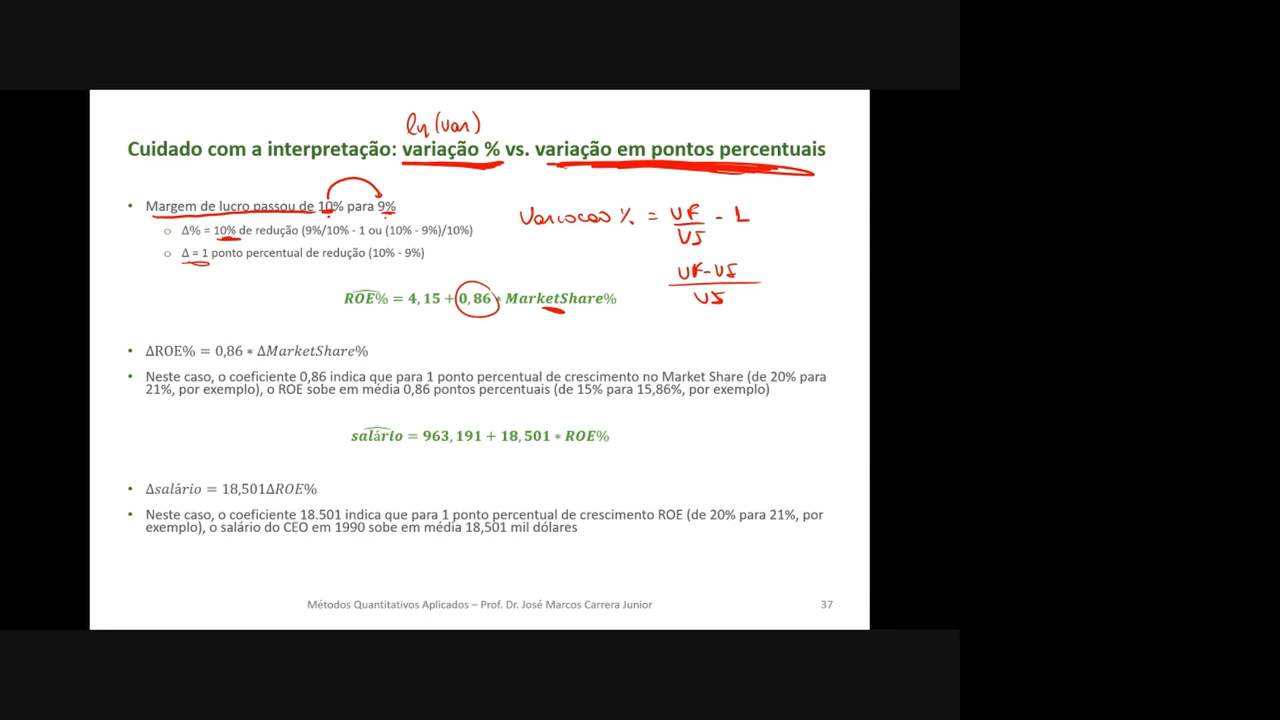 ln(var)
Cuidado com a interpretação: variação % vs. variação em pontos percentuais
• Margem de lucro passou de 10% para 9%
○ Δ% = 10% de redução (9%/10% - 1 ou (10% - 9%)/10%)
○ Δ = 1 ponto percentual de redução (10% - 9%)
Variacao % = VF/VI - 1
VF-VI/VI
ROE% = 4,15 + 0,86 * MarketShare%
• ΔROE% = 0,86 * ΔMarketShare%
• Neste caso, o coeficiente 0,86 indica que para 1 ponto percentual de crescimento no Market Share (de 20% para
21%, por exemplo), o ROE sobe em média 0,86 pontos percentuais (de 15% para 15,86%, por exemplo)
salário = 963,191 + 18,501 * ROE%
• Δsalário = 18,501ΔROE%
• Neste caso, o coeficiente 18.501 indica que para 1 ponto percentual de crescimento ROE (de 20% para 21%, por
exemplo), o salário do CEO em 1990 sobe em média 18,501 mil dólares
Métodos Quantitativos Aplicados – Prof. Dr. José Marcos Carrera Junior
37